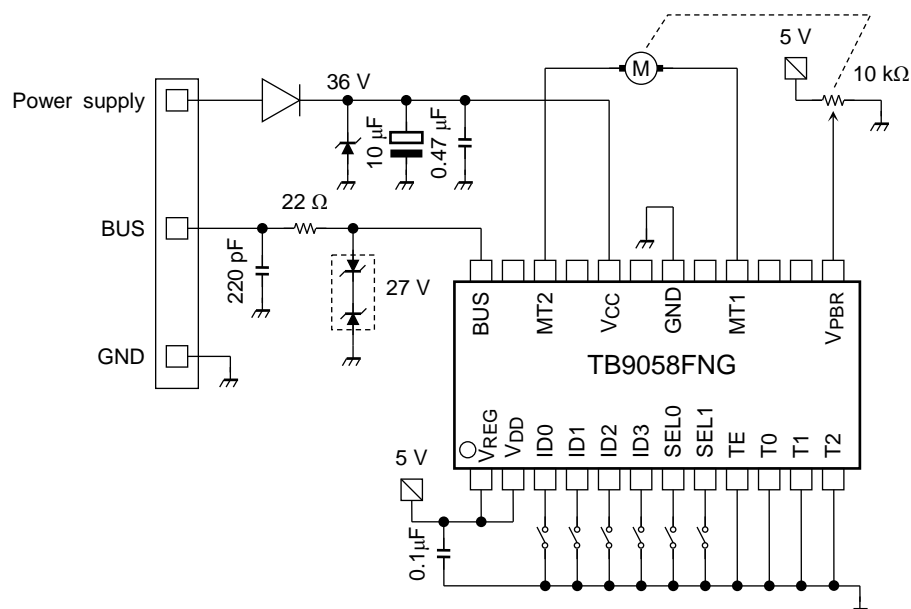 5 V
M
10 kΩ
Power supply
36 V
10 μF
0.47 μF
BUS
22 Ω
220 pF
27 V
GND
BUS
MT2
VCC
GND
MT1
VPBR
TB9058FNG
VREG
VDD
ID0
ID1
ID2
ID3
SEL0
SEL1
TE
T0
T1
T2
5 V
0.1μF